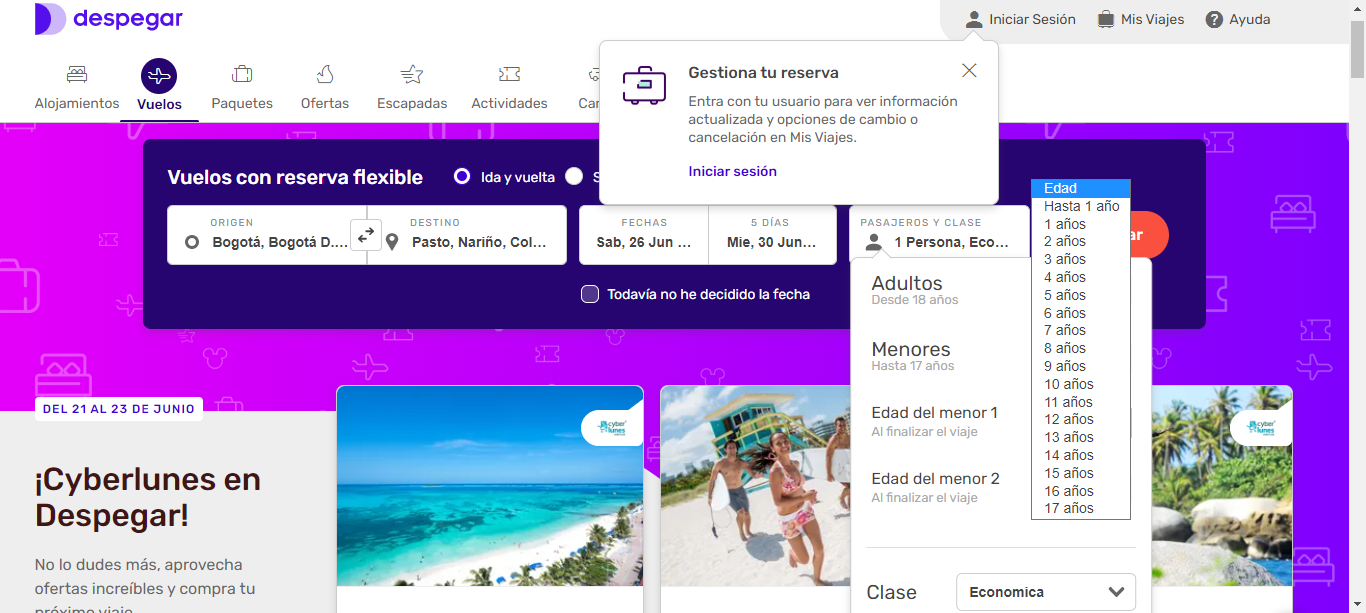 despegar
Iniciar Sesión
Mis Viajes
Ayuda
Alojamientos
Vuelos
Paquetes
Ofertas
Escapadas
Actividades
Gestiona tu reserva
Entra con tu usuario para ver información
actualizada y opciones de cambio o
cancelación en Mis Viajes.
Iniciar sesión
Vuelos con reserva flexible
Ida y vuelta
ORIGEN
Bogotá, Bogotá D....
DESTINO
Pasto, Nariño, Col...
FECHAS
Sab, 26 Jun ...
5 DÍAS
Mie, 30 Jun...
PASAJEROS Y CLASE
1 Persona, Eco...
Todavía no he decidido la fecha
Adultos
Desde 18 años
Menores
Hasta 17 años
Edad del menor 1
Al finalizar el viaje
Edad del menor 2
Al finalizar el viaje
Clase
Economica
Edad
Hasta 1 año
1 años
2 años
3 años
4 años
5 años
6 años
7 años
8 años
9 años
10 años
11 años
12 años
13 años
14 años
15 años
16 años
17 años
DEL 21 AL 23 DE JUNIO
¡Cyberlunes en
Despegar!
No lo dudes más, aprovecha
ofertas increíbles y compra tu
próximo viaje
cyber
lunes
cyber
lunes